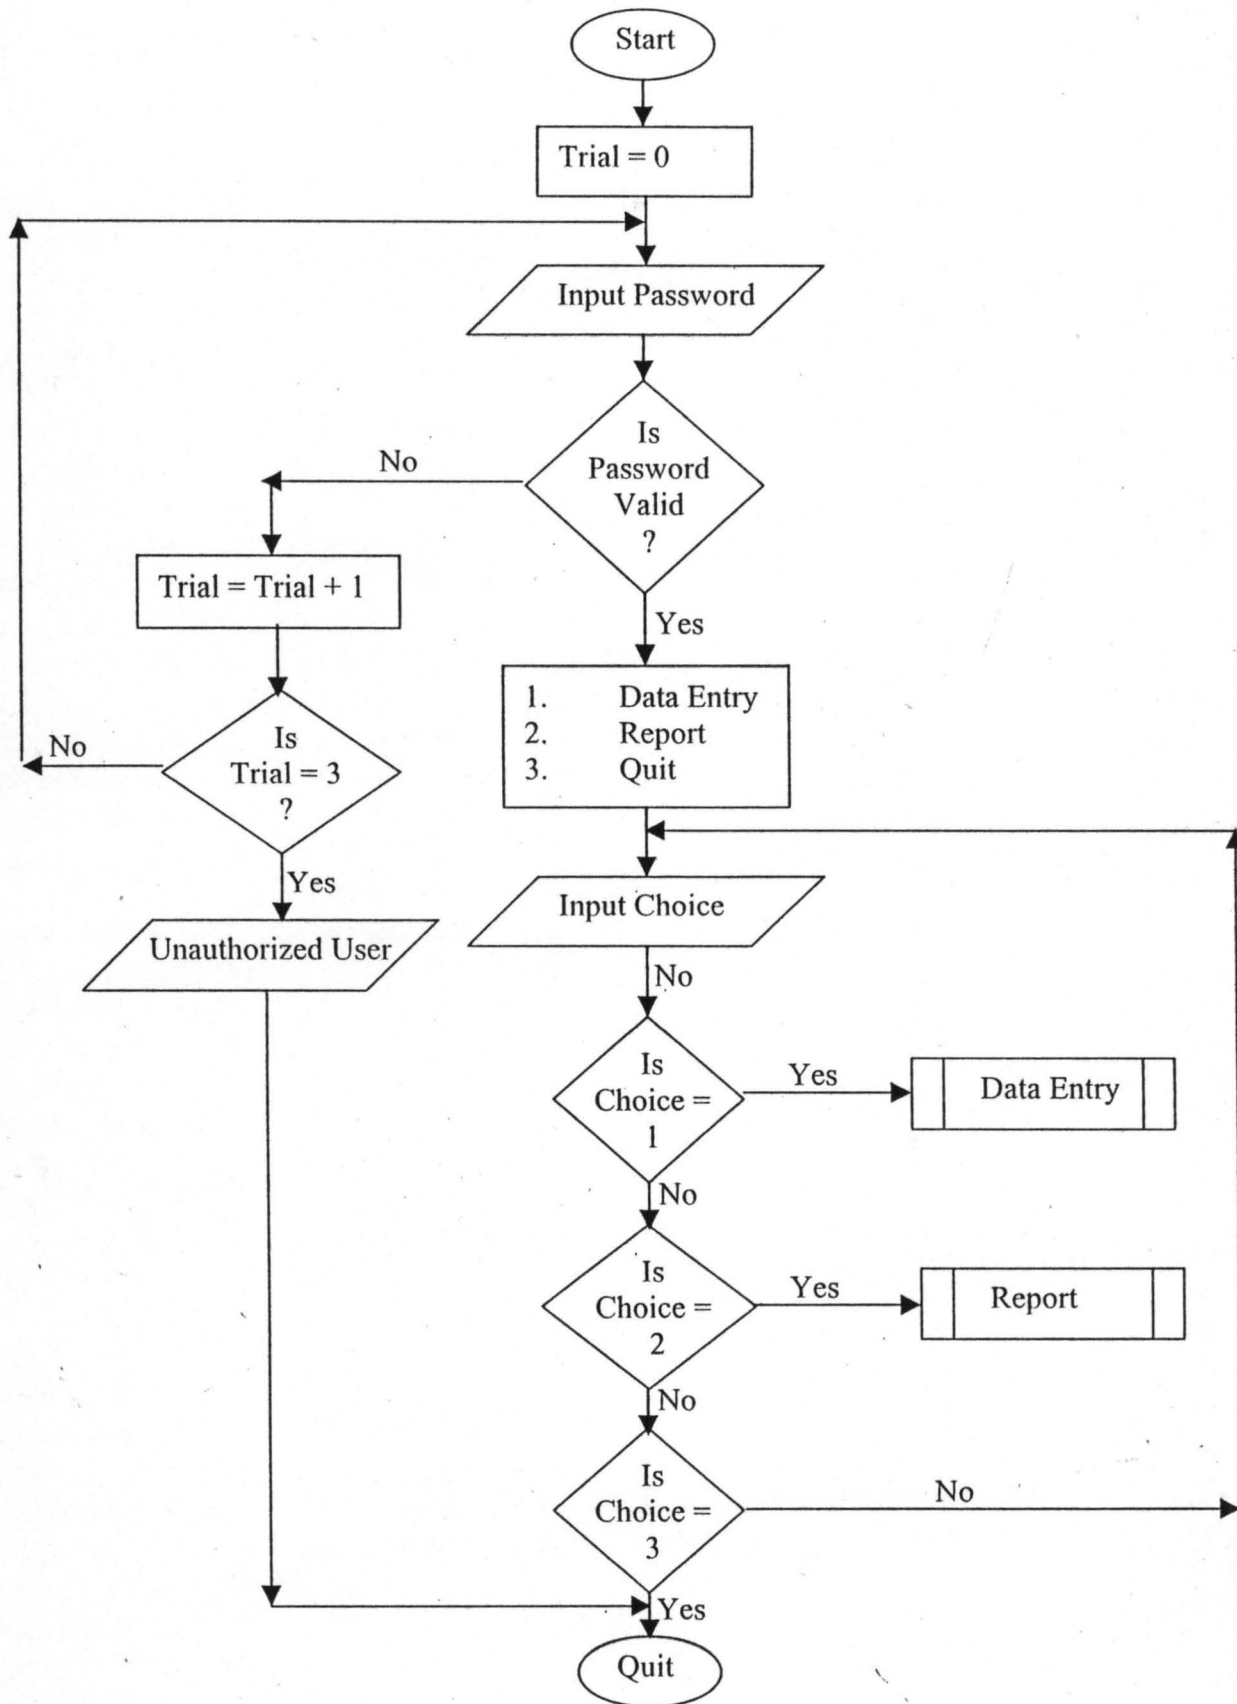 Start
Trial = 0
Input Password
Is
Password
Valid
?
No
Yes
Trial = Trial + 1
Is
Trial = 3
?
No
Yes
Unauthorized User
1. Data Entry
2. Report
3. Quit
Input Choice
No
Is
Choice =
1
Yes
Data Entry
No
Is
Choice =
2
Yes
Report
No
Is
Choice =
3
No
Yes
Quit